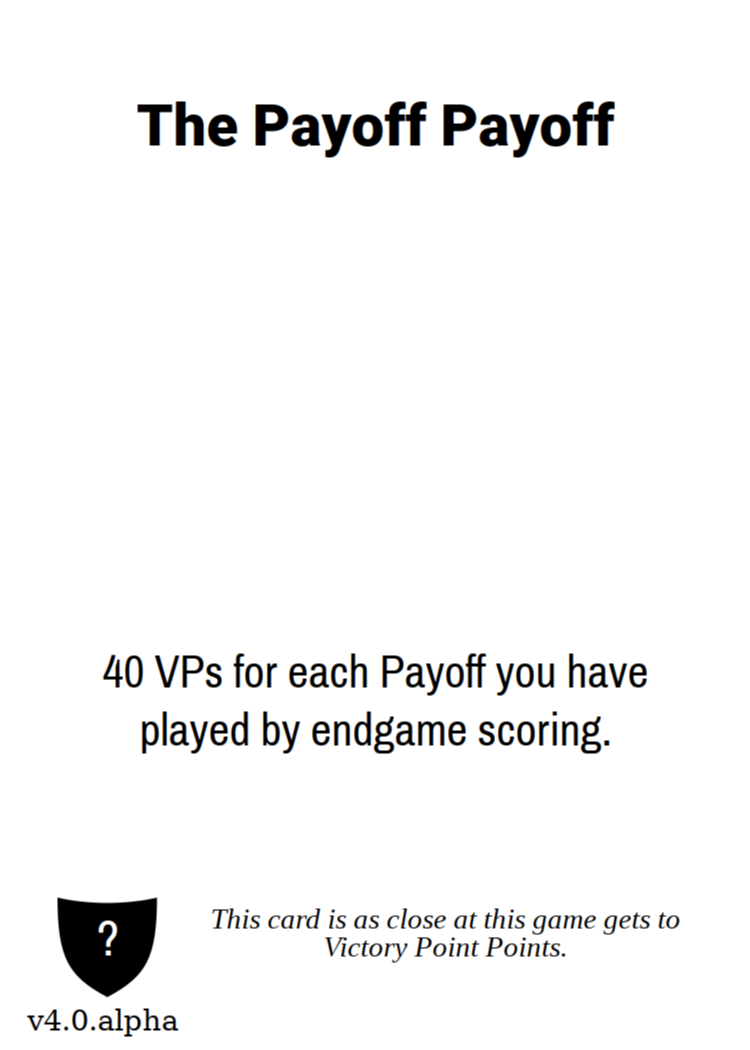 The Payoff Payoff
40 VPs for each Payoff you have
played by endgame scoring.
?
This card is as close at this game gets to
Victory Point Points.
v4.0.alpha